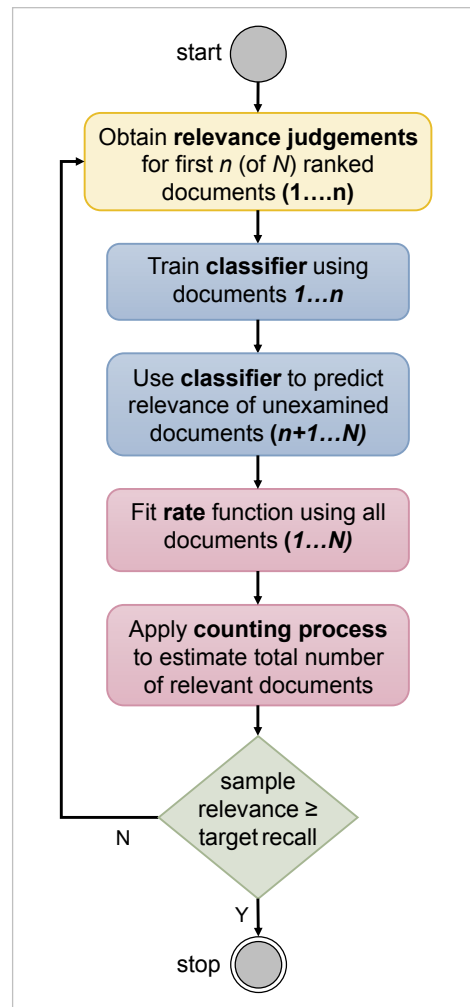 start
Obtain relevance judgements
for first n (of N) ranked
documents (1....n)
Train classifier using
documents 1...n
Use classifier to predict
relevance of unexamined
documents (n+1...N)
Fit rate function using all
documents (1...N)
Apply counting process
to estimate total number
of relevant documents
sample
relevance ≥
target recall
N
Y
stop